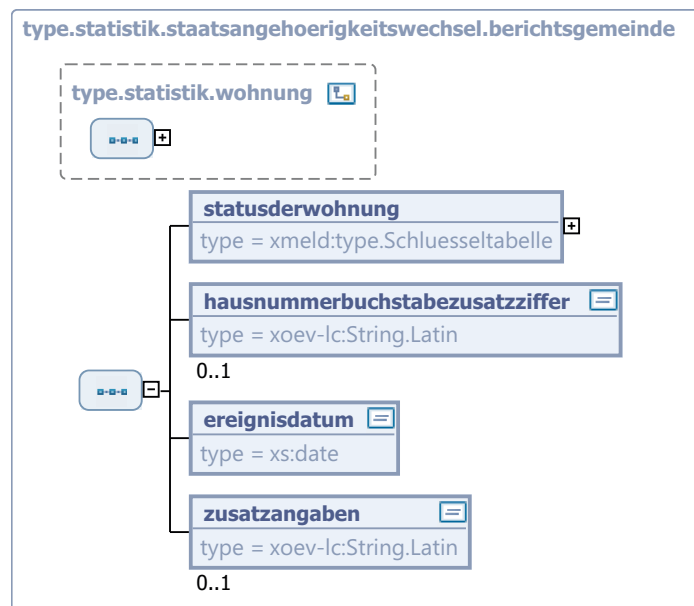 type.statistik.staatsangehoerigkeitswechsel.berichtsgemeinde
type.statistik.wohnung
statusderwohnung
type = xmeld:type.Schluesseltabelle
hausnummerbuchstabezusatzziffer
type = xoev-lc:String.Latin
0..1
ereignisdatum
type = xs:date
zusatzangaben
type = xoev-lc:String.Latin
0..1